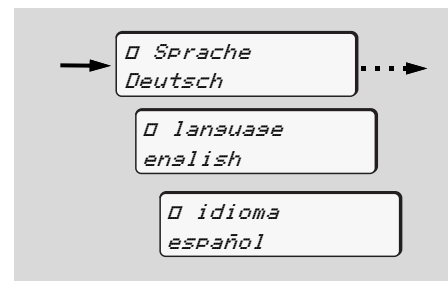 □ Sprache
Deutsch
□ language
english
□ idioma
español